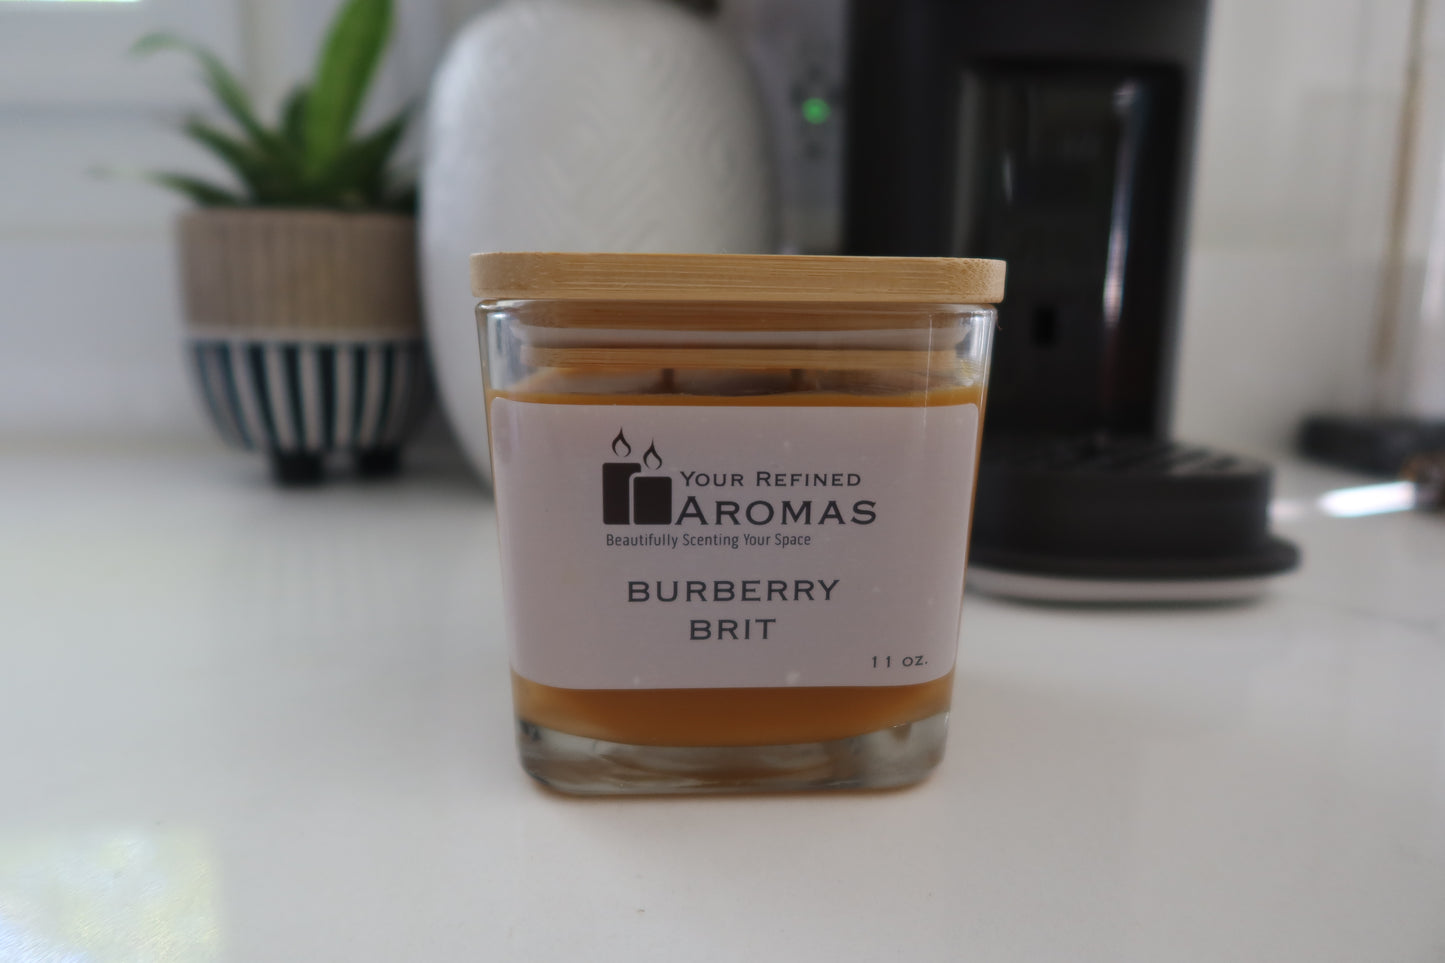 Your Refined
Aromas
Beautifully Scenting Your Space
BURBERRY
BRIT
11 oz.